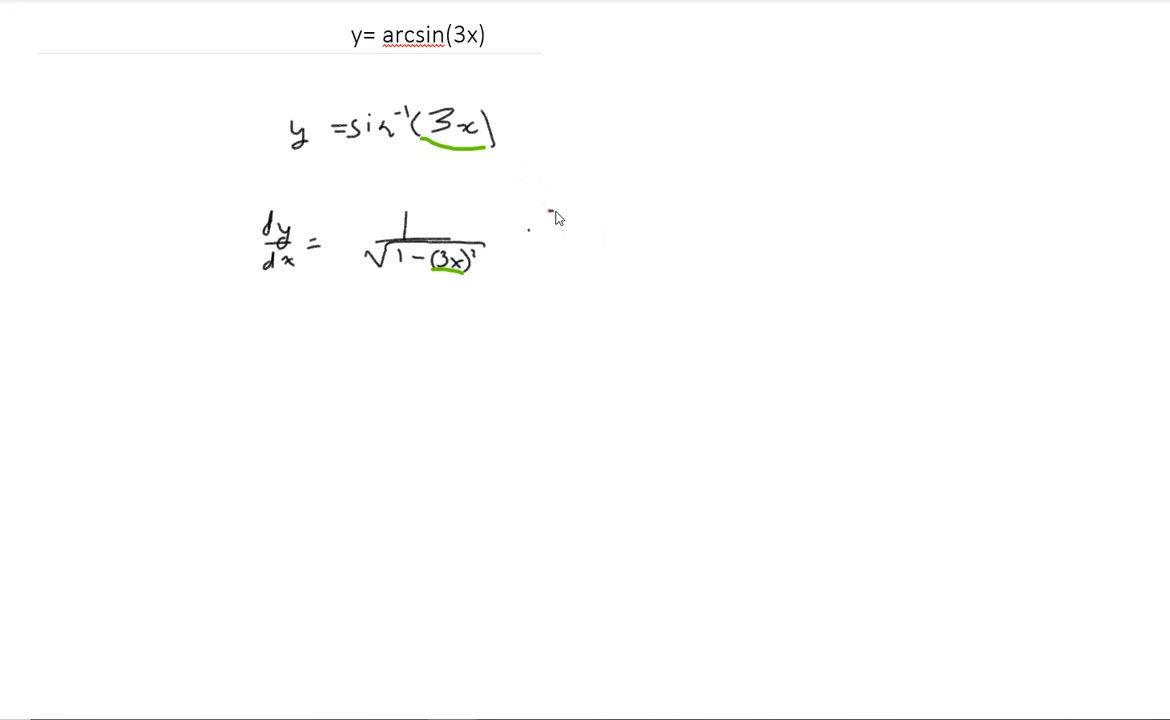 y= arcsin(3x)
y =sin⁻¹(3x)
dy/dx = 1/√(1-(3x)²) ·